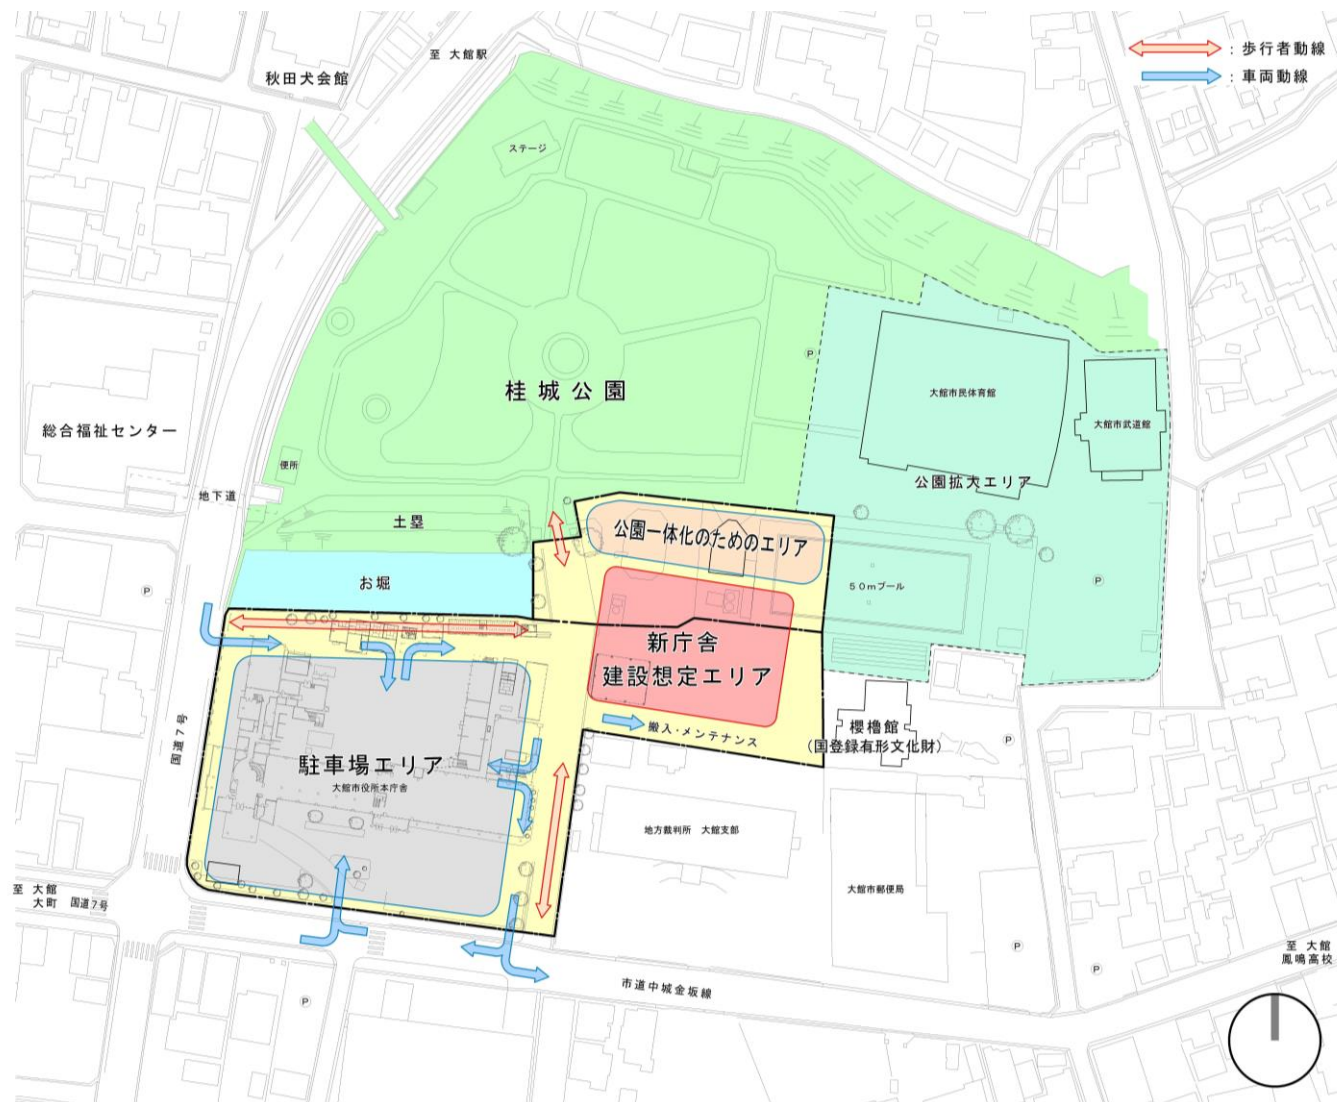 ：歩行者動線
：車両動線
至 大館駅
秋田犬会館
ステージ
桂城公園
P
大館市民体育館
大館市武道館
総合福祉センター
便所
地下道
公園拡大エリア
土塁
公園一体化のためのエリア
お堀
P
50mプール
P
新庁舎
建設想定エリア
国道7号
搬入・メンテナンス
櫻櫓館
（国登録有形文化財）
P
駐車場エリア
大館市役所本庁舎
地方裁判所 大館支部
大館市郵便局
至 大館
大町
国道7号
P
P
P
至 大館
鳳鳴高校
市道中城金坂線